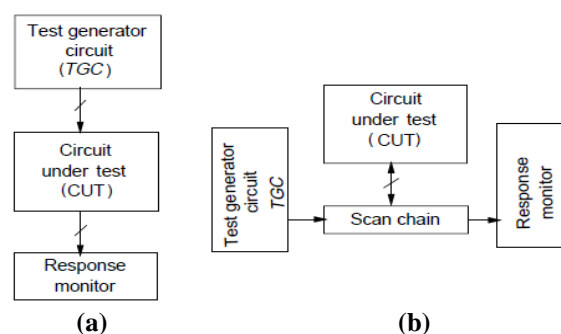 Test generator
circuit
(TGC)
Circuit
under test
(CUT)
Response
monitor
(a)
Test generator
circuit
TGC
Circuit
under test
(CUT)
Scan chain
Response
monitor
(b)